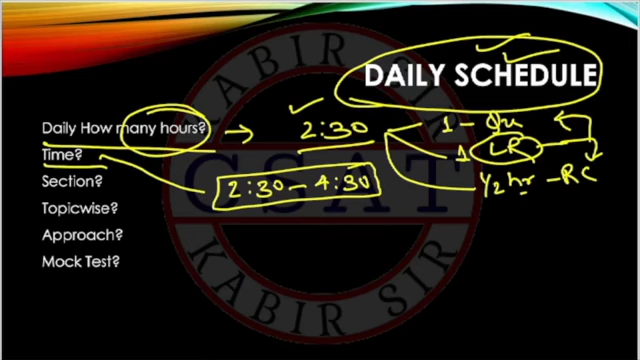 DAILY SCHEDULE
Daily How many hours? → 2:30
1 - Qu
1 LR
1/2 hr - RC
Time? 2:30 - 4:30
Section?
Topicwise?
Approach?
Mock Test?
KABIR SIR
CSAT
KABIR SIR